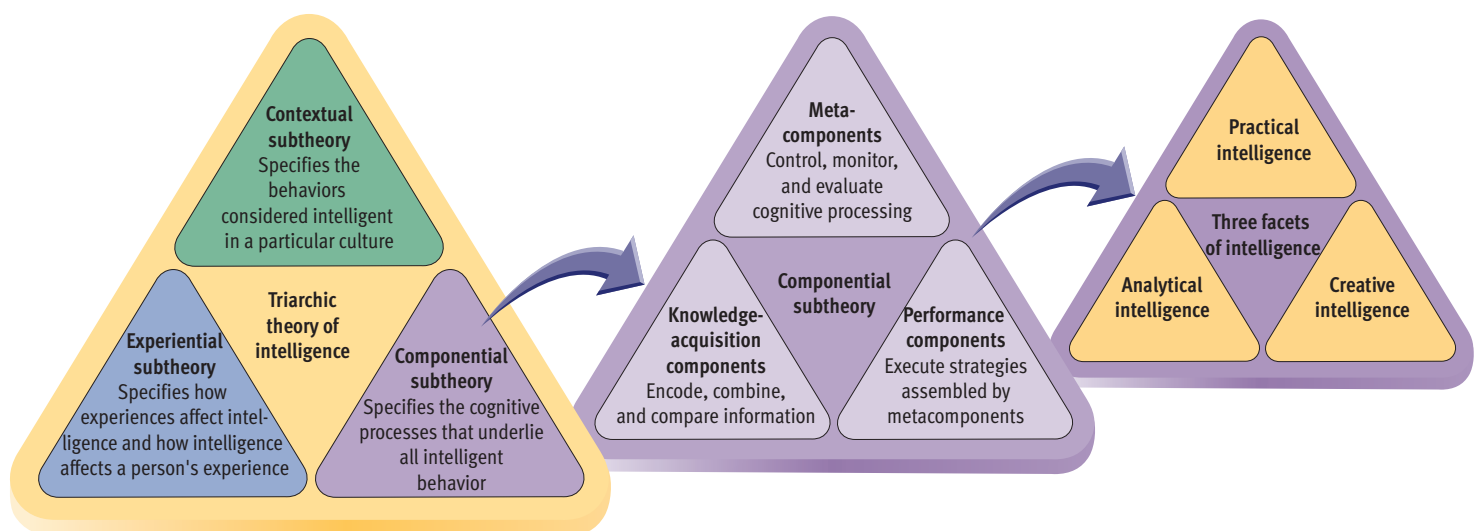 Contextual
subtheory
Specifies the
behaviors
considered intelligent
in a particular culture
Triarchic
theory of
intelligence
Experiential
subtheory
Specifies how
experiences affect intel-
ligence and how intelligence
affects a person's experience
Componential
subtheory
Specifies the cognitive
processes that underlie
all intelligent
behavior
Meta-
components
Control, monitor,
and evaluate
cognitive processing
Componential
subtheory
Knowledge-
acquisition
components
Encode, combine,
and compare information
Performance
components
Execute strategies
assembled by
metacomponents
Practical
intelligence
Three facets
of intelligence
Analytical
intelligence
Creative
intelligence